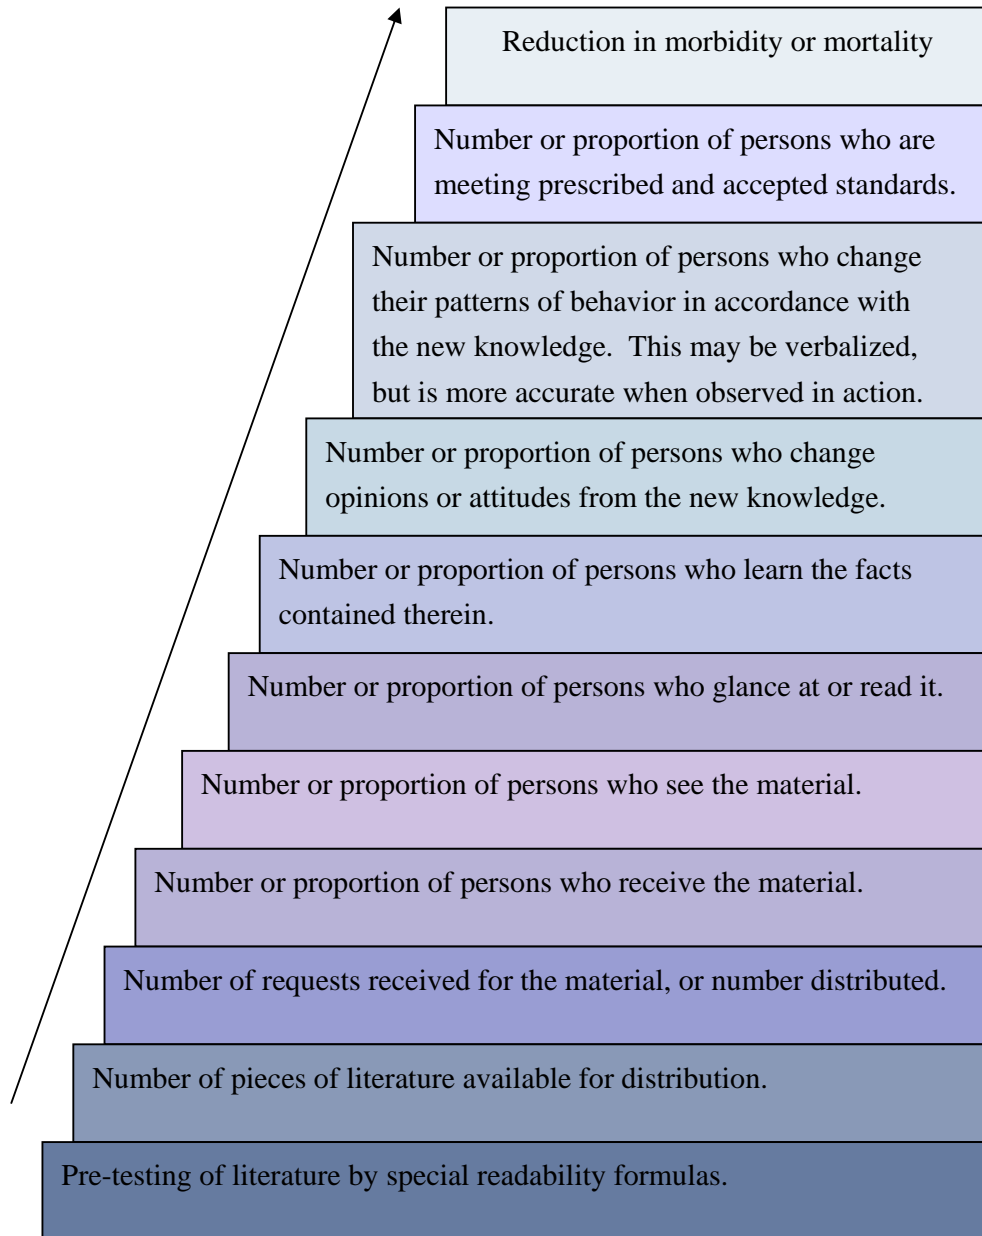 Reduction in morbidity or mortality
Number or proportion of persons who are
meeting prescribed and accepted standards.
Number or proportion of persons who change
their patterns of behavior in accordance with
the new knowledge.  This may be verbalized,
but is more accurate when observed in action.
Number or proportion of persons who change
opinions or attitudes from the new knowledge.
Number or proportion of persons who learn the facts
contained therein.
Number or proportion of persons who glance at or read it.
Number or proportion of persons who see the material.
Number or proportion of persons who receive the material.
Number of requests received for the material, or number distributed.
Number of pieces of literature available for distribution.
Pre-testing of literature by special readability formulas.